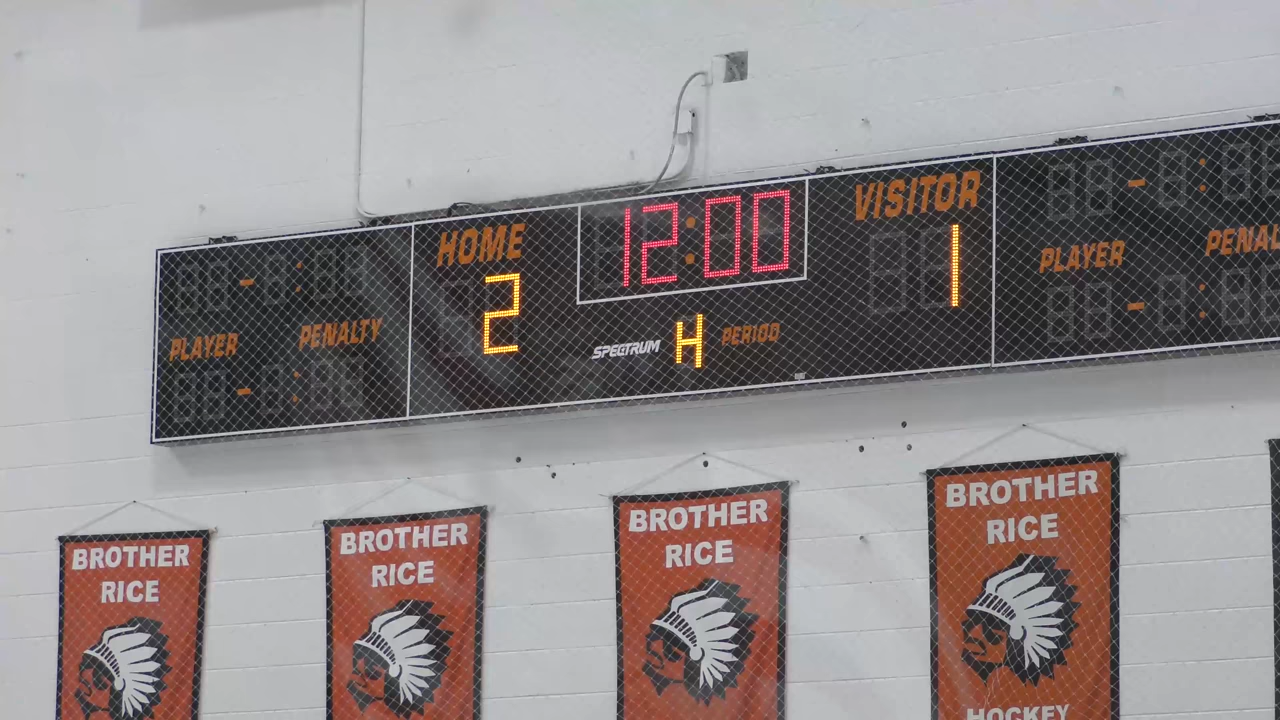 HOME
12:00
VISITOR
2
1
PLAYER PENALTY
SPECTRUM
H PERIOD
PLAYER
BROTHER
RICE
BROTHER
RICE
BROTHER
RICE
BROTHER
RICE
HOCKEY